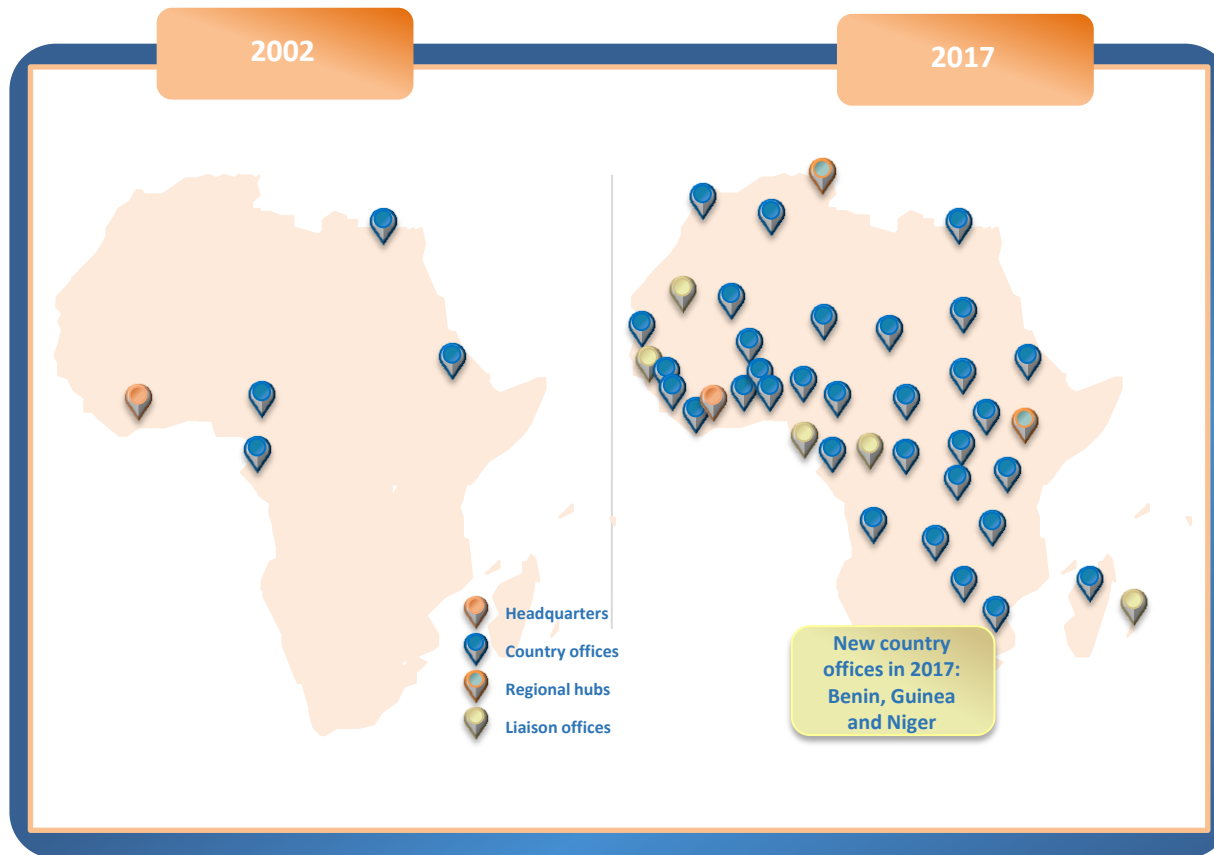 2002
2017
Headquarters
Country offices
Regional hubs
Liaison offices
New country
offices in 2017:
Benin, Guinea
and Niger